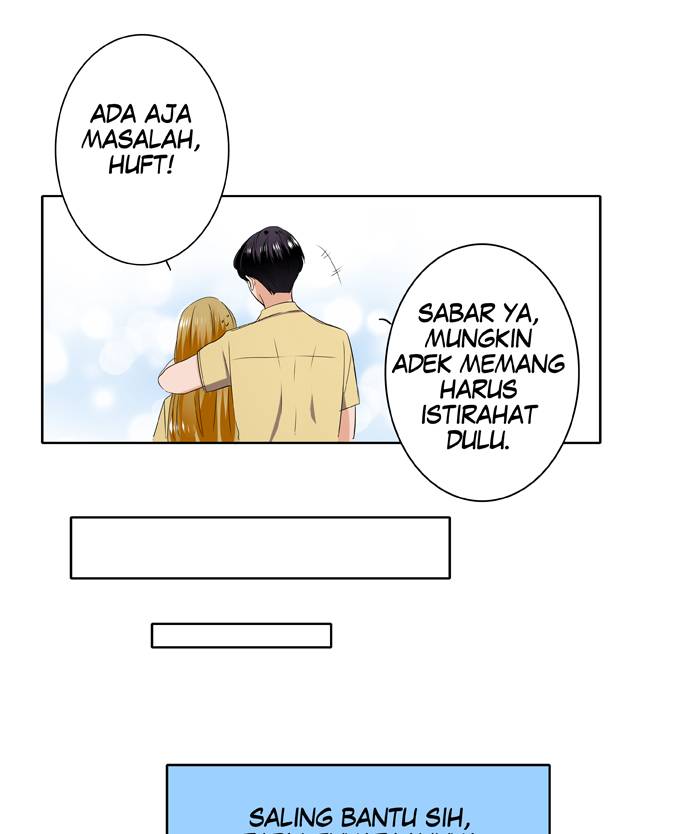 ADA AJA
MASALAH,
HUFT!
SABAR YA,
MUNGKIN
ADEK MEMANG
HARUS
ISTIRAHAT
DULU.
SALING BANTU SIH,